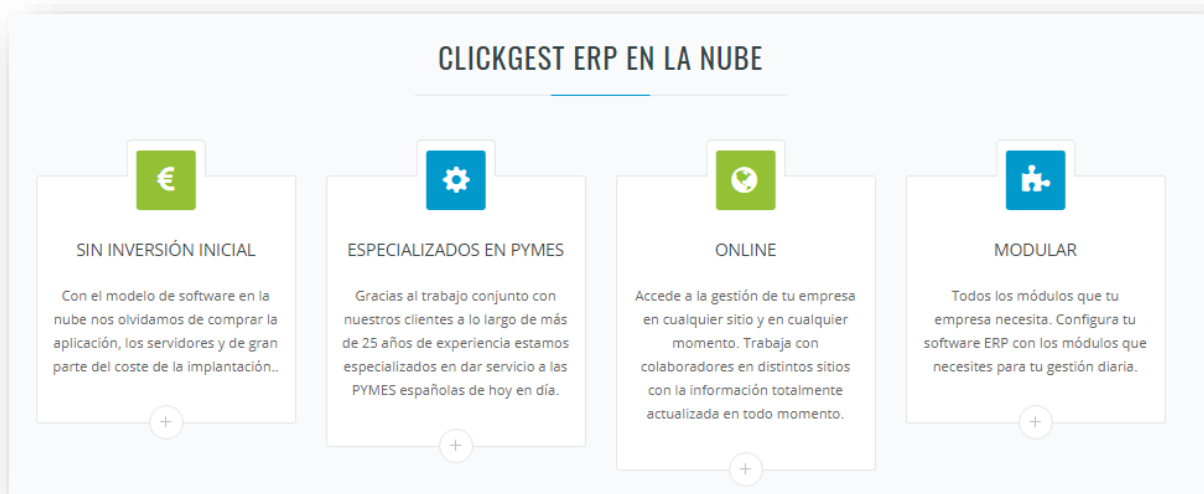 CLICKGEST ERP EN LA NUBE
€
SIN INVERSIÓN INICIAL
Con el modelo de software en la
nube nos olvidamos de comprar la
aplicación, los servidores y de gran
parte del coste de la implantación..
+
ESPECIALIZADOS EN PYMES
Gracias al trabajo conjunto con
nuestros clientes a lo largo de más
de 25 años de experiencia estamos
especializados en dar servicio a las
PYMES españolas de hoy en día.
+
ONLINE
Accede a la gestión de tu empresa
en cualquier sitio y en cualquier
momento. Trabaja con
colaboradores en distintos sitios
con la información totalmente
actualizada en todo momento.
+
MODULAR
Todos los módulos que tu
empresa necesita. Configura tu
software ERP con los módulos que
necesites para tu gestión diaria.
+